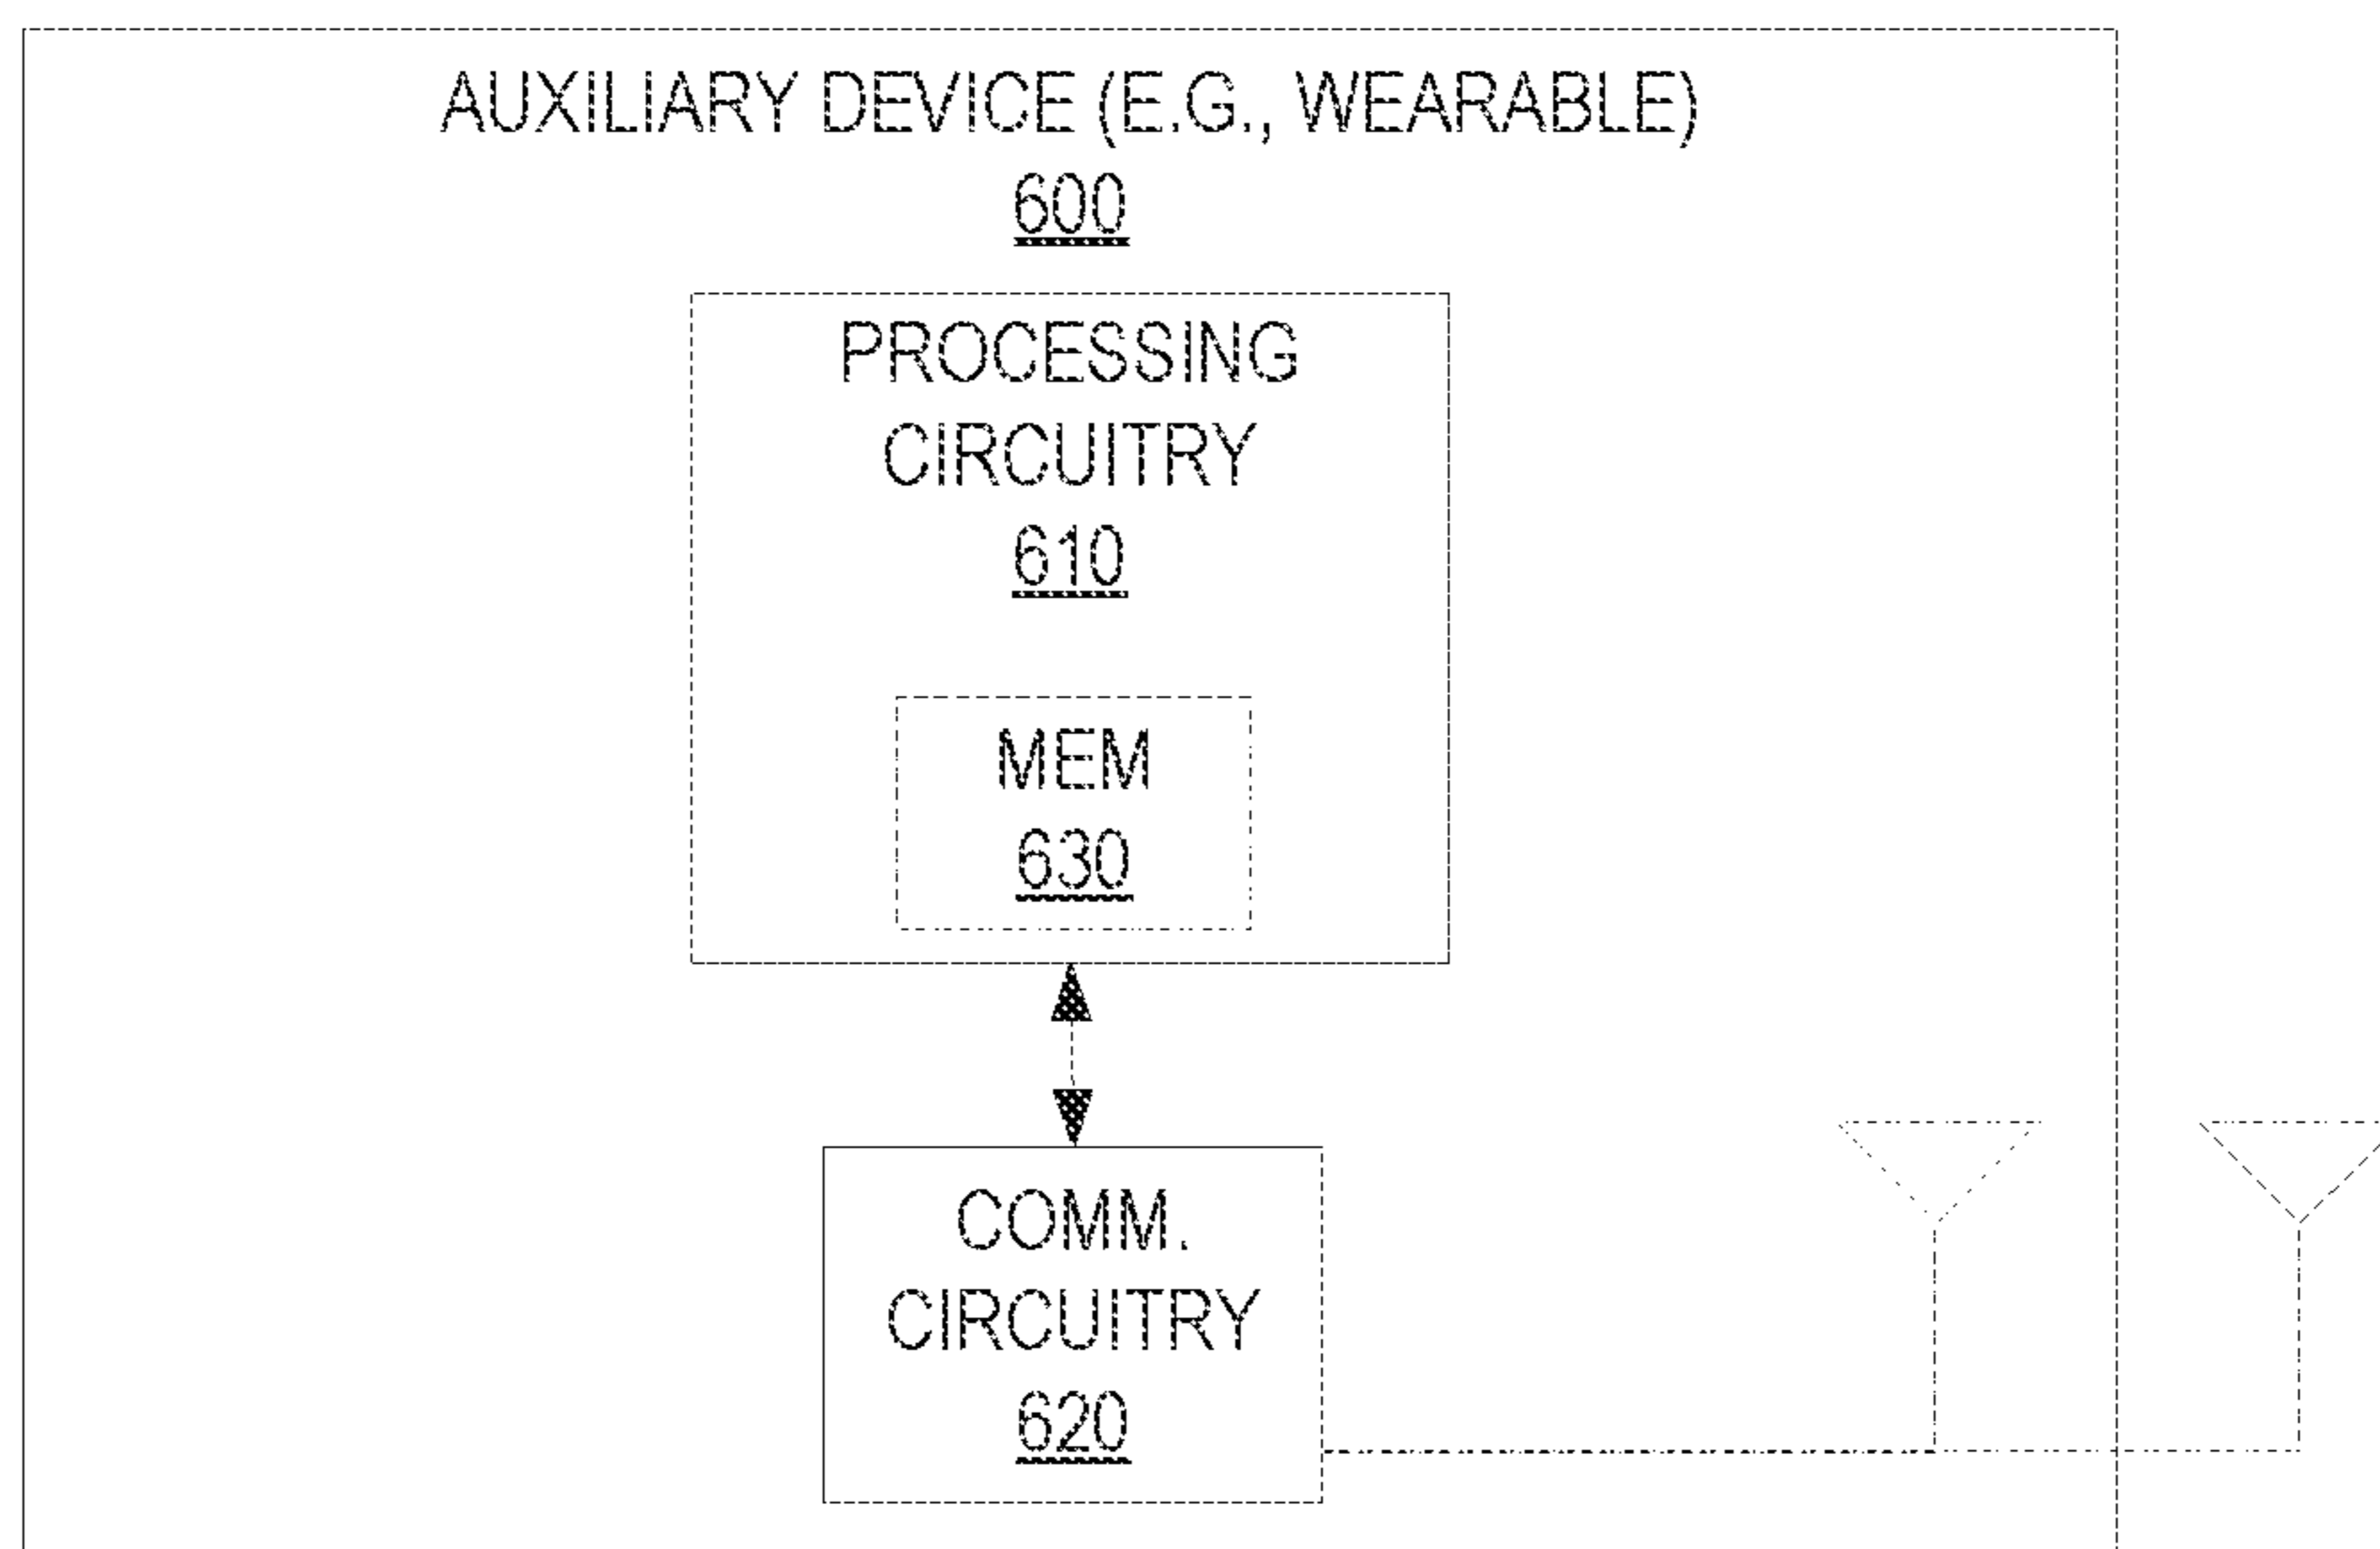 AUXILIARY DEVICE (E.G., WEARABLE)
600
PROCESSING
CIRCUITRY
610
MEM
630
COMM.
CIRCUITRY
620